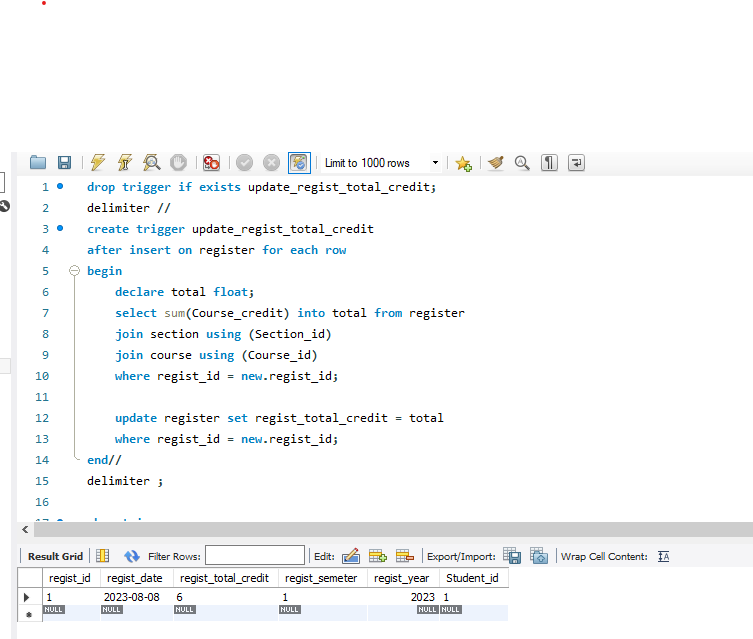 Limit to 1000 rows
1 drop trigger if exists update_regist_total_credit;
2 delimiter //
3 create trigger update_regist_total_credit
4 after insert on register for each row
5 begin
6 declare total float;
7 select sum(Course_credit) into total from register
8 join section using (Section_id)
9 join course using (Course_id)
10 where regist_id = new.regist_id;
11
12 update register set regist_total_credit = total
13 where regist_id = new.regist_id;
14 end//
15 delimiter ;
16
Result Grid Filter Rows: Edit: Export/Import: Wrap Cell Content:
regist_id regist_date regist_total_credit regist_semeter regist_year Student_id
1 2023-08-08 6 1 2023 1
NULL NULL NULL NULL NULL NULL